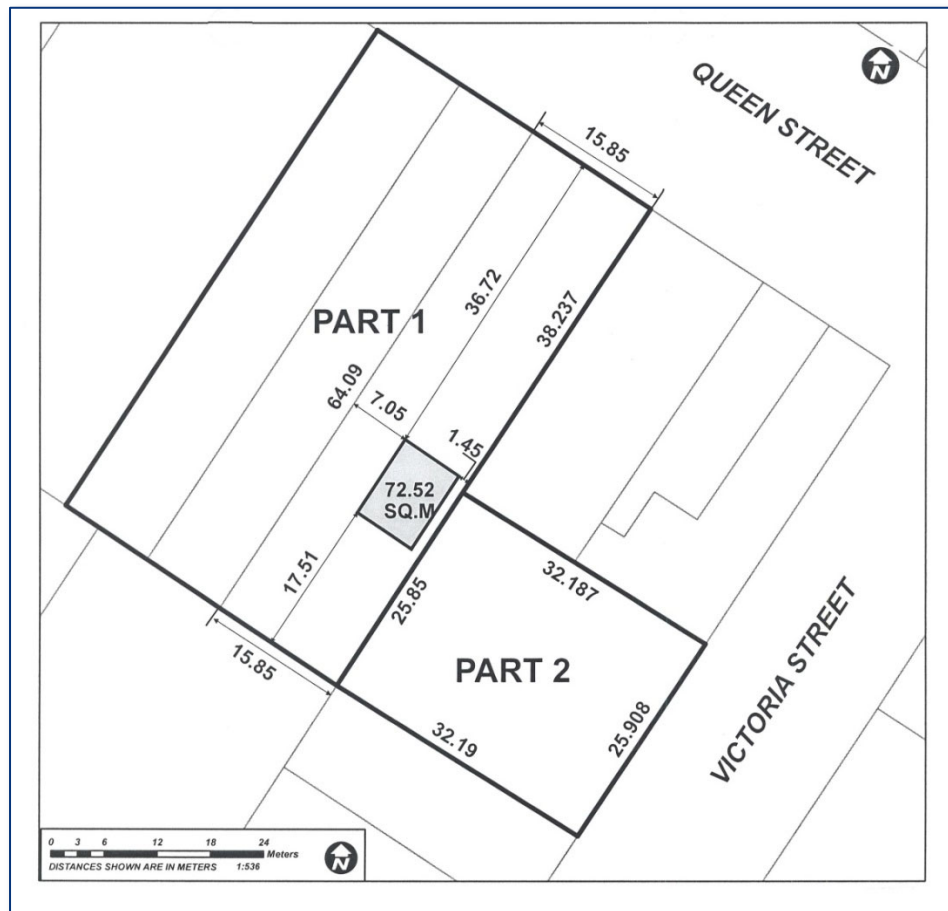 QUEEN STREET
N
15.85
36.72
38.237
PART 1
64.09
7.05
1.45
72.52
SQ.M
17.51
25.85
32.187
15.85
PART 2
32.19
25.908
VICTORIA STREET
0 3 6 12 18 24
Meters
DISTANCES SHOWN ARE IN METERS 1:536
N